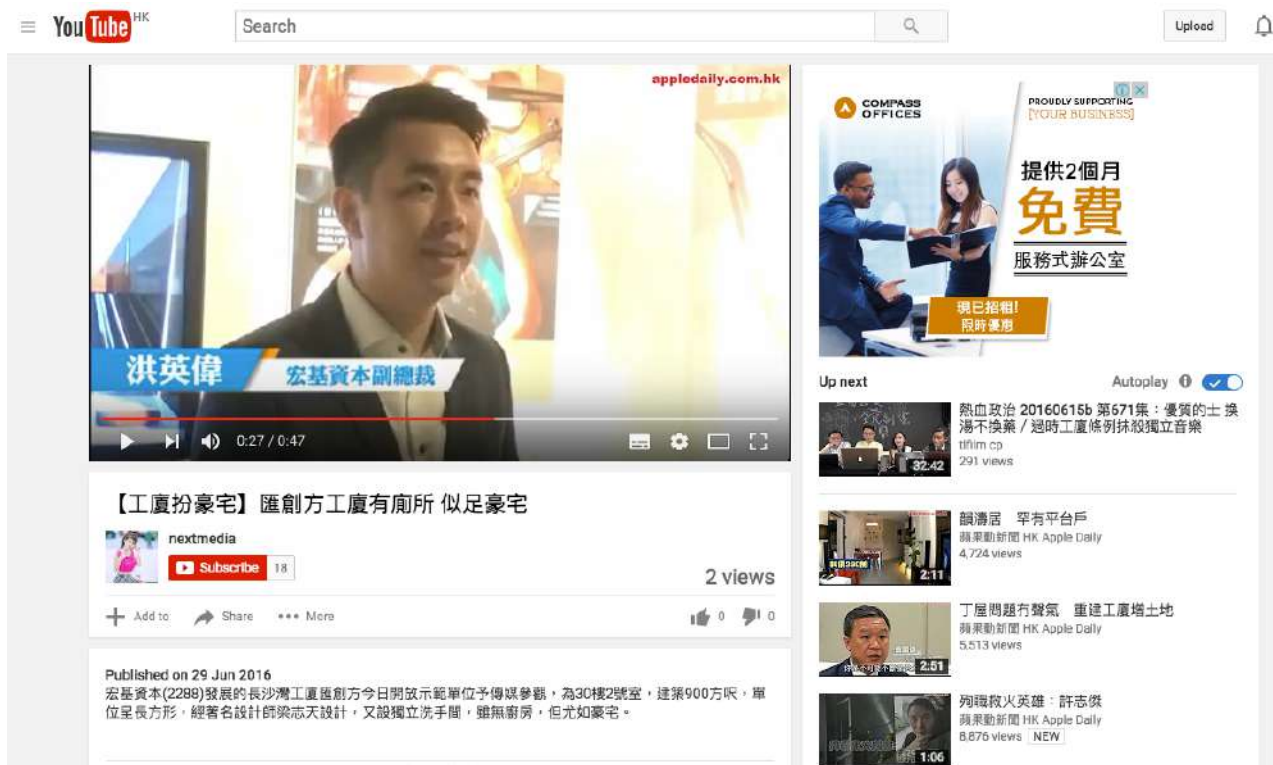 YouTube HK
Search
Upload
appledaily.com.hk
洪英偉
宏基資本副總裁
0:27 / 0:47
【工廈扮豪宅】匯創方工廈有廁所 似足豪宅
nextmedia
Subscribe 18
2 views
Add to Share More
0 0
Published on 29 Jun 2016
宏基資本(2288)發展的長沙灣工廈匯創方今日開放示範單位予傳媒參觀，為30樓2號室，建築900方呎，單
位呈長方形，經著名設計師梁志天設計，又設獨立洗手間，雖無廚房，但尤如豪宅。
COMPASS
OFFICES
PROUDLY SUPPORTING
[YOUR BUSINESS]
提供2個月
免費
服務式辦公室
現已招租!
限時優惠
Up next
Autoplay
熱血政治 20160615b 第671集：優質的士 換
湯不換藥 / 過時工廈條例抹殺獨立音樂
291 views
32:42
韻濤居 罕有平台戶
蘋果動新聞 HK Apple Daily
4,724 views
2:11
丁屋問題冇聲氣 重建工廈增土地
蘋果動新聞 HK Apple Daily
5,513 views
2:51
殉職救火英雄：許志傑
蘋果動新聞 HK Apple Daily
8,876 views NEW
1:06